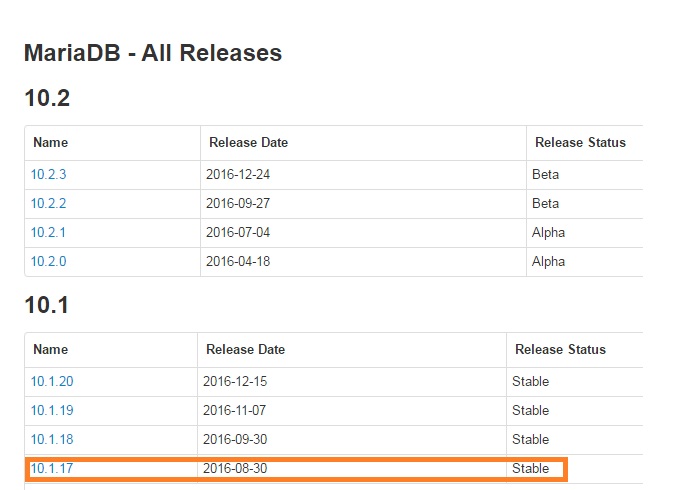 MariaDB - All Releases
10.2
Name Release Date Release Status
10.2.3 2016-12-24 Beta
10.2.2 2016-09-27 Beta
10.2.1 2016-07-04 Alpha
10.2.0 2016-04-18 Alpha
10.1
Name Release Date Release Status
10.1.20 2016-12-15 Stable
10.1.19 2016-11-07 Stable
10.1.18 2016-09-30 Stable
10.1.17 2016-08-30 Stable